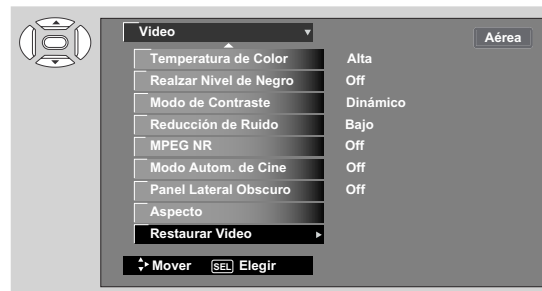 Video
Aérea
Temperatura de Color Alta
Realzar Nivel de Negro Off
Modo de Contraste Dinámico
Reducción de Ruido Bajo
MPEG NR Off
Modo Autom. de Cine Off
Panel Lateral Obscuro Off
Aspecto
Restaurar Video
Mover SEL Elegir